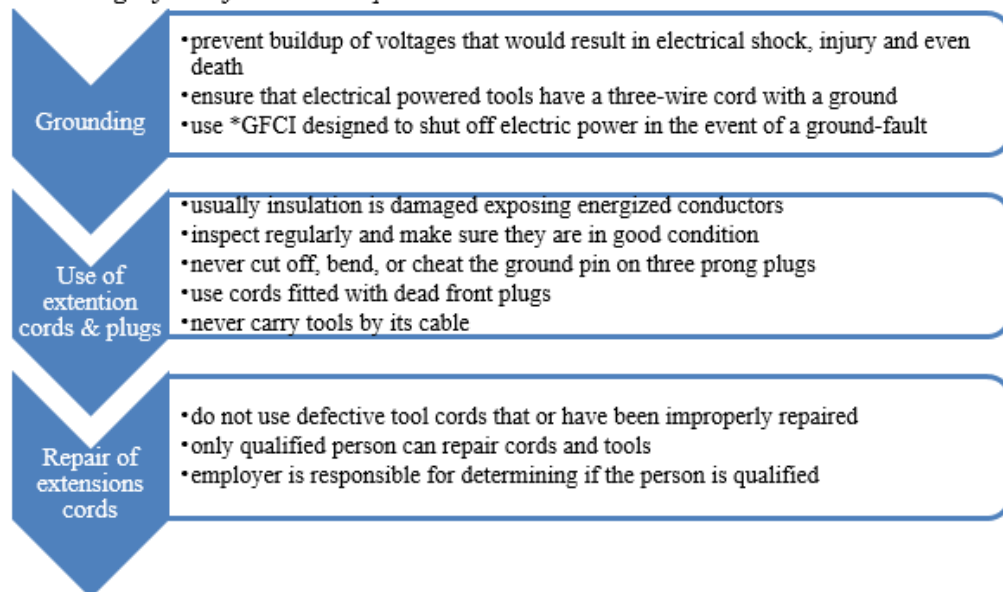 Grounding
•prevent buildup of voltages that would result in electrical shock, injury and even
death
•ensure that electrical powered tools have a three-wire cord with a ground
•use *GFCI designed to shut off electric power in the event of a ground-fault
Use of
extention
cords & plugs
•usually insulation is damaged exposing energized conductors
•inspect regularly and make sure they are in good condition
•never cut off, bend, or cheat the ground pin on three prong plugs
•use cords fitted with dead front plugs
•never carry tools by its cable
Repair of
extensions
cords
•do not use defective tool cords that or have been improperly repaired
•only qualified person can repair cords and tools
•employer is responsible for determining if the person is qualified